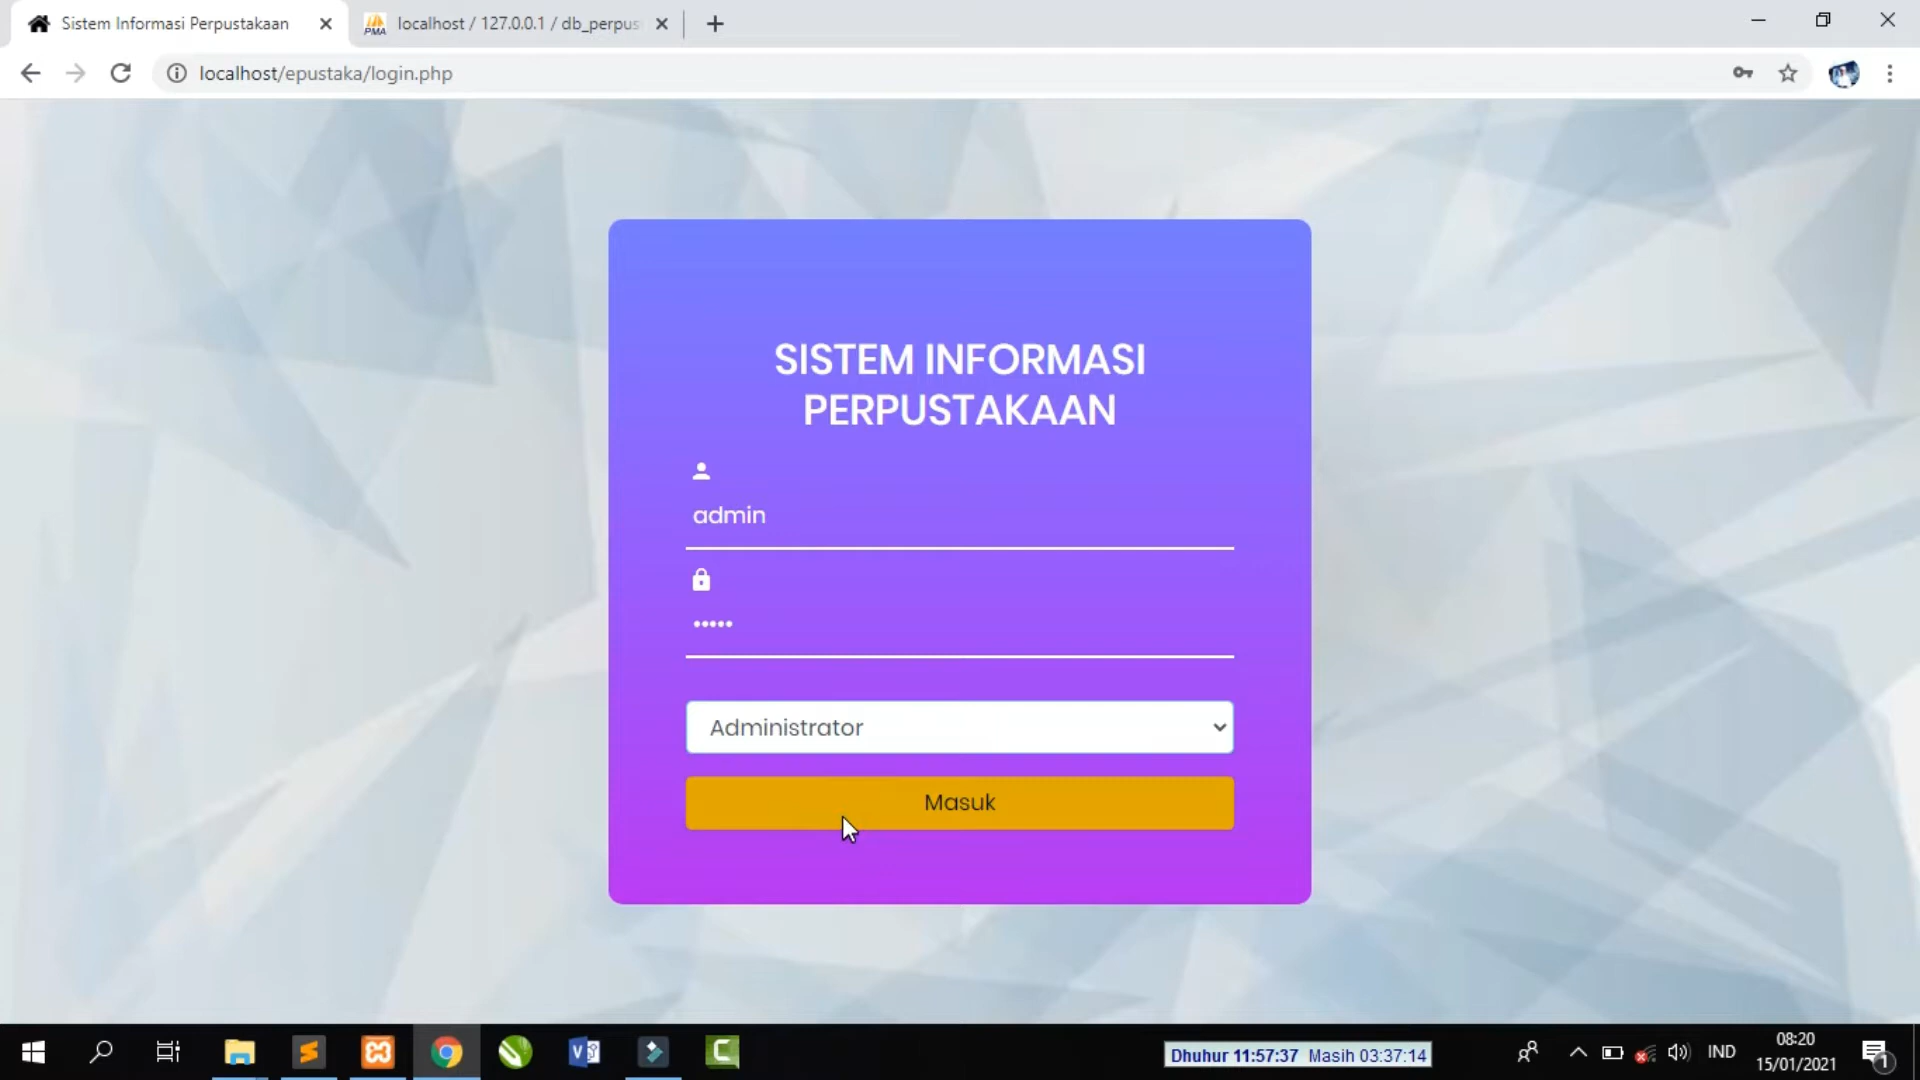 Sistem Informasi Perpustakaan
localhost / 127.0.0.1 / db_perpus
localhost/epustaka/login.php
SISTEM INFORMASI
PERPUSTAKAAN
admin
•••••
Administrator
Masuk
Dhuhur 11:57:37 Masih 03:37:14
IND
08:20
15/01/2021
1